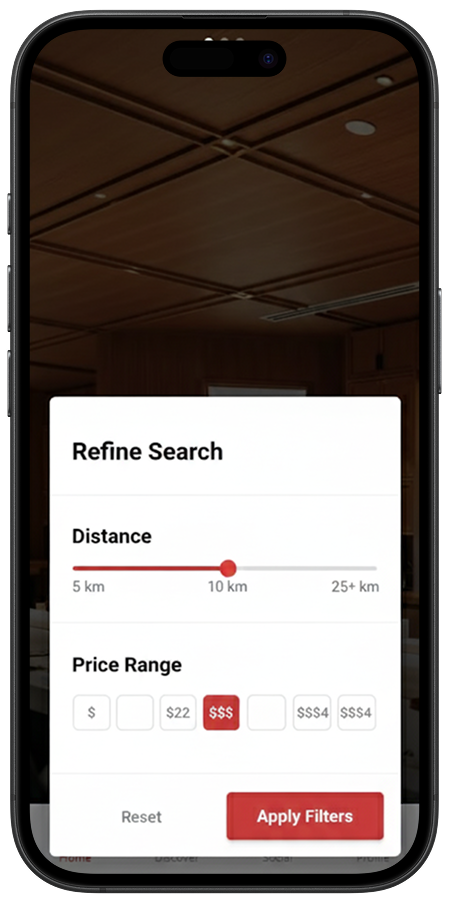 Refine Search
Distance
5 km 10 km 25+ km
Price Range
$ $22 $$$ $$$4 $$$4
Reset Apply Filters
Home Discover Social Profile